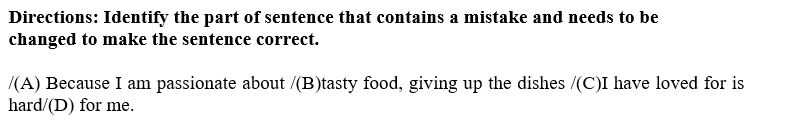 Directions: Identify the part of sentence that contains a mistake and needs to be
changed to make the sentence correct.
/(A) Because I am passionate about /(B)tasty food, giving up the dishes /(C)I have loved for is
hard/(D) for me.